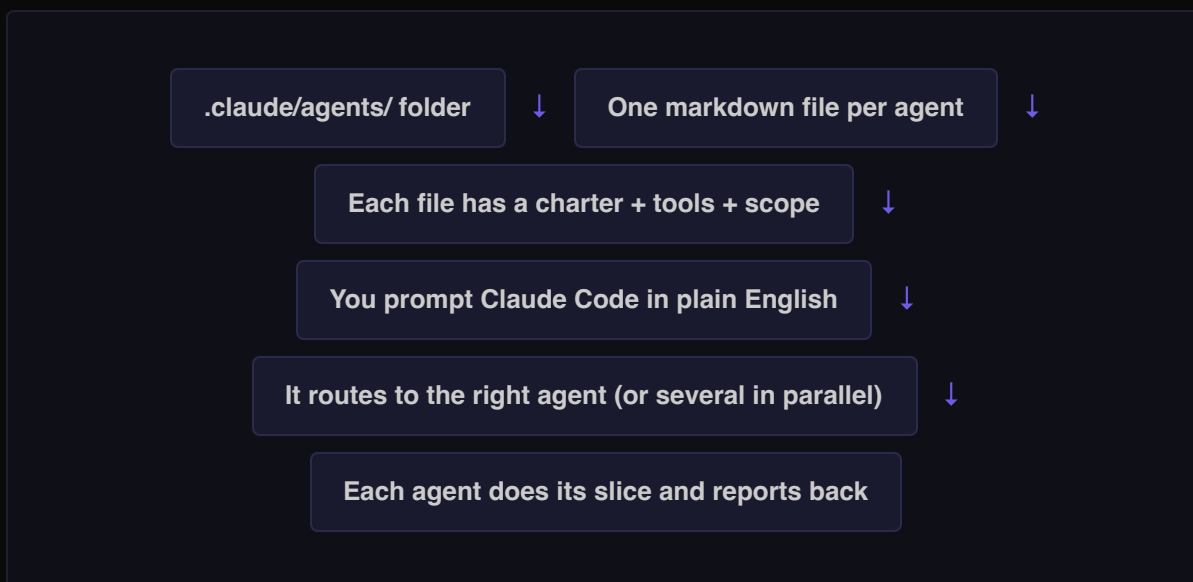 .claude/agents/ folder ↓ One markdown file per agent ↓
Each file has a charter + tools + scope ↓
You prompt Claude Code in plain English ↓
It routes to the right agent (or several in parallel) ↓
Each agent does its slice and reports back